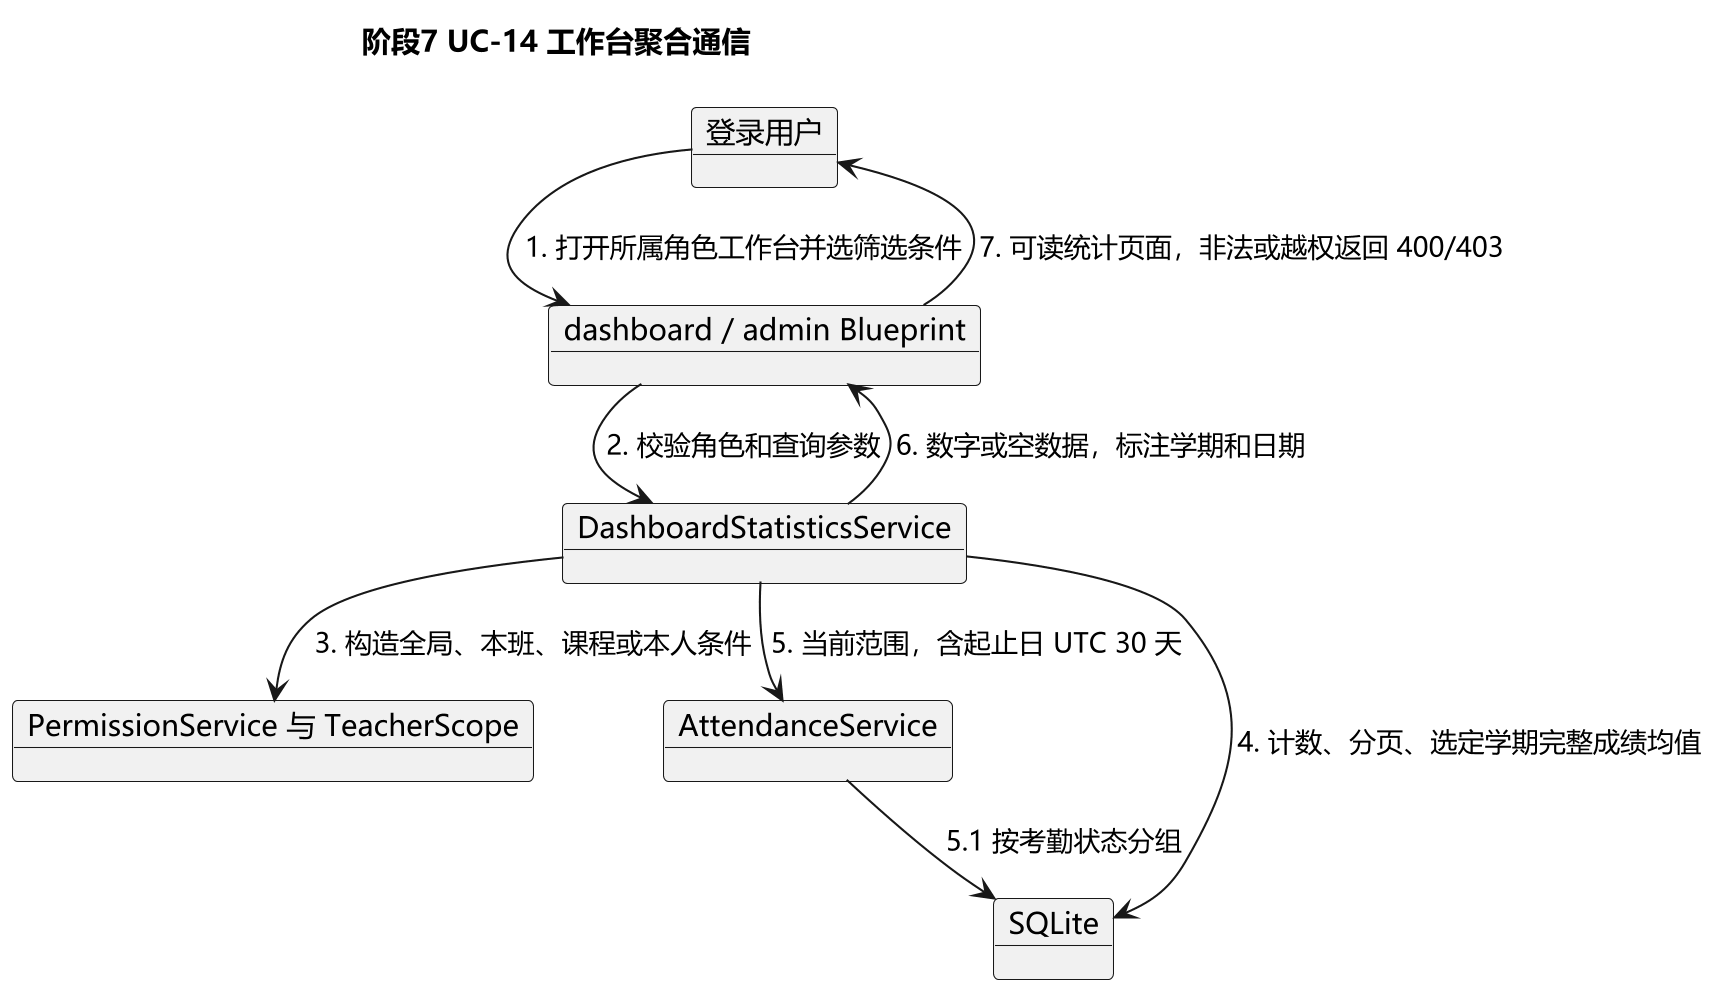 阶段7 UC-14 工作台聚合通信
登录用户
1. 打开所属角色工作台并选筛选条件
7. 可读统计页面，非法或越权返回 400/403
dashboard / admin Blueprint
2. 校验角色和查询参数
6. 数字或空数据，标注学期和日期
DashboardStatisticsService
3. 构造全局、本班、课程或本人条件
5. 当前范围，含起止日 UTC 30 天
PermissionService 与 TeacherScope
AttendanceService
4. 计数、分页、选定学期完整成绩均值
5.1 按考勤状态分组
SQLite